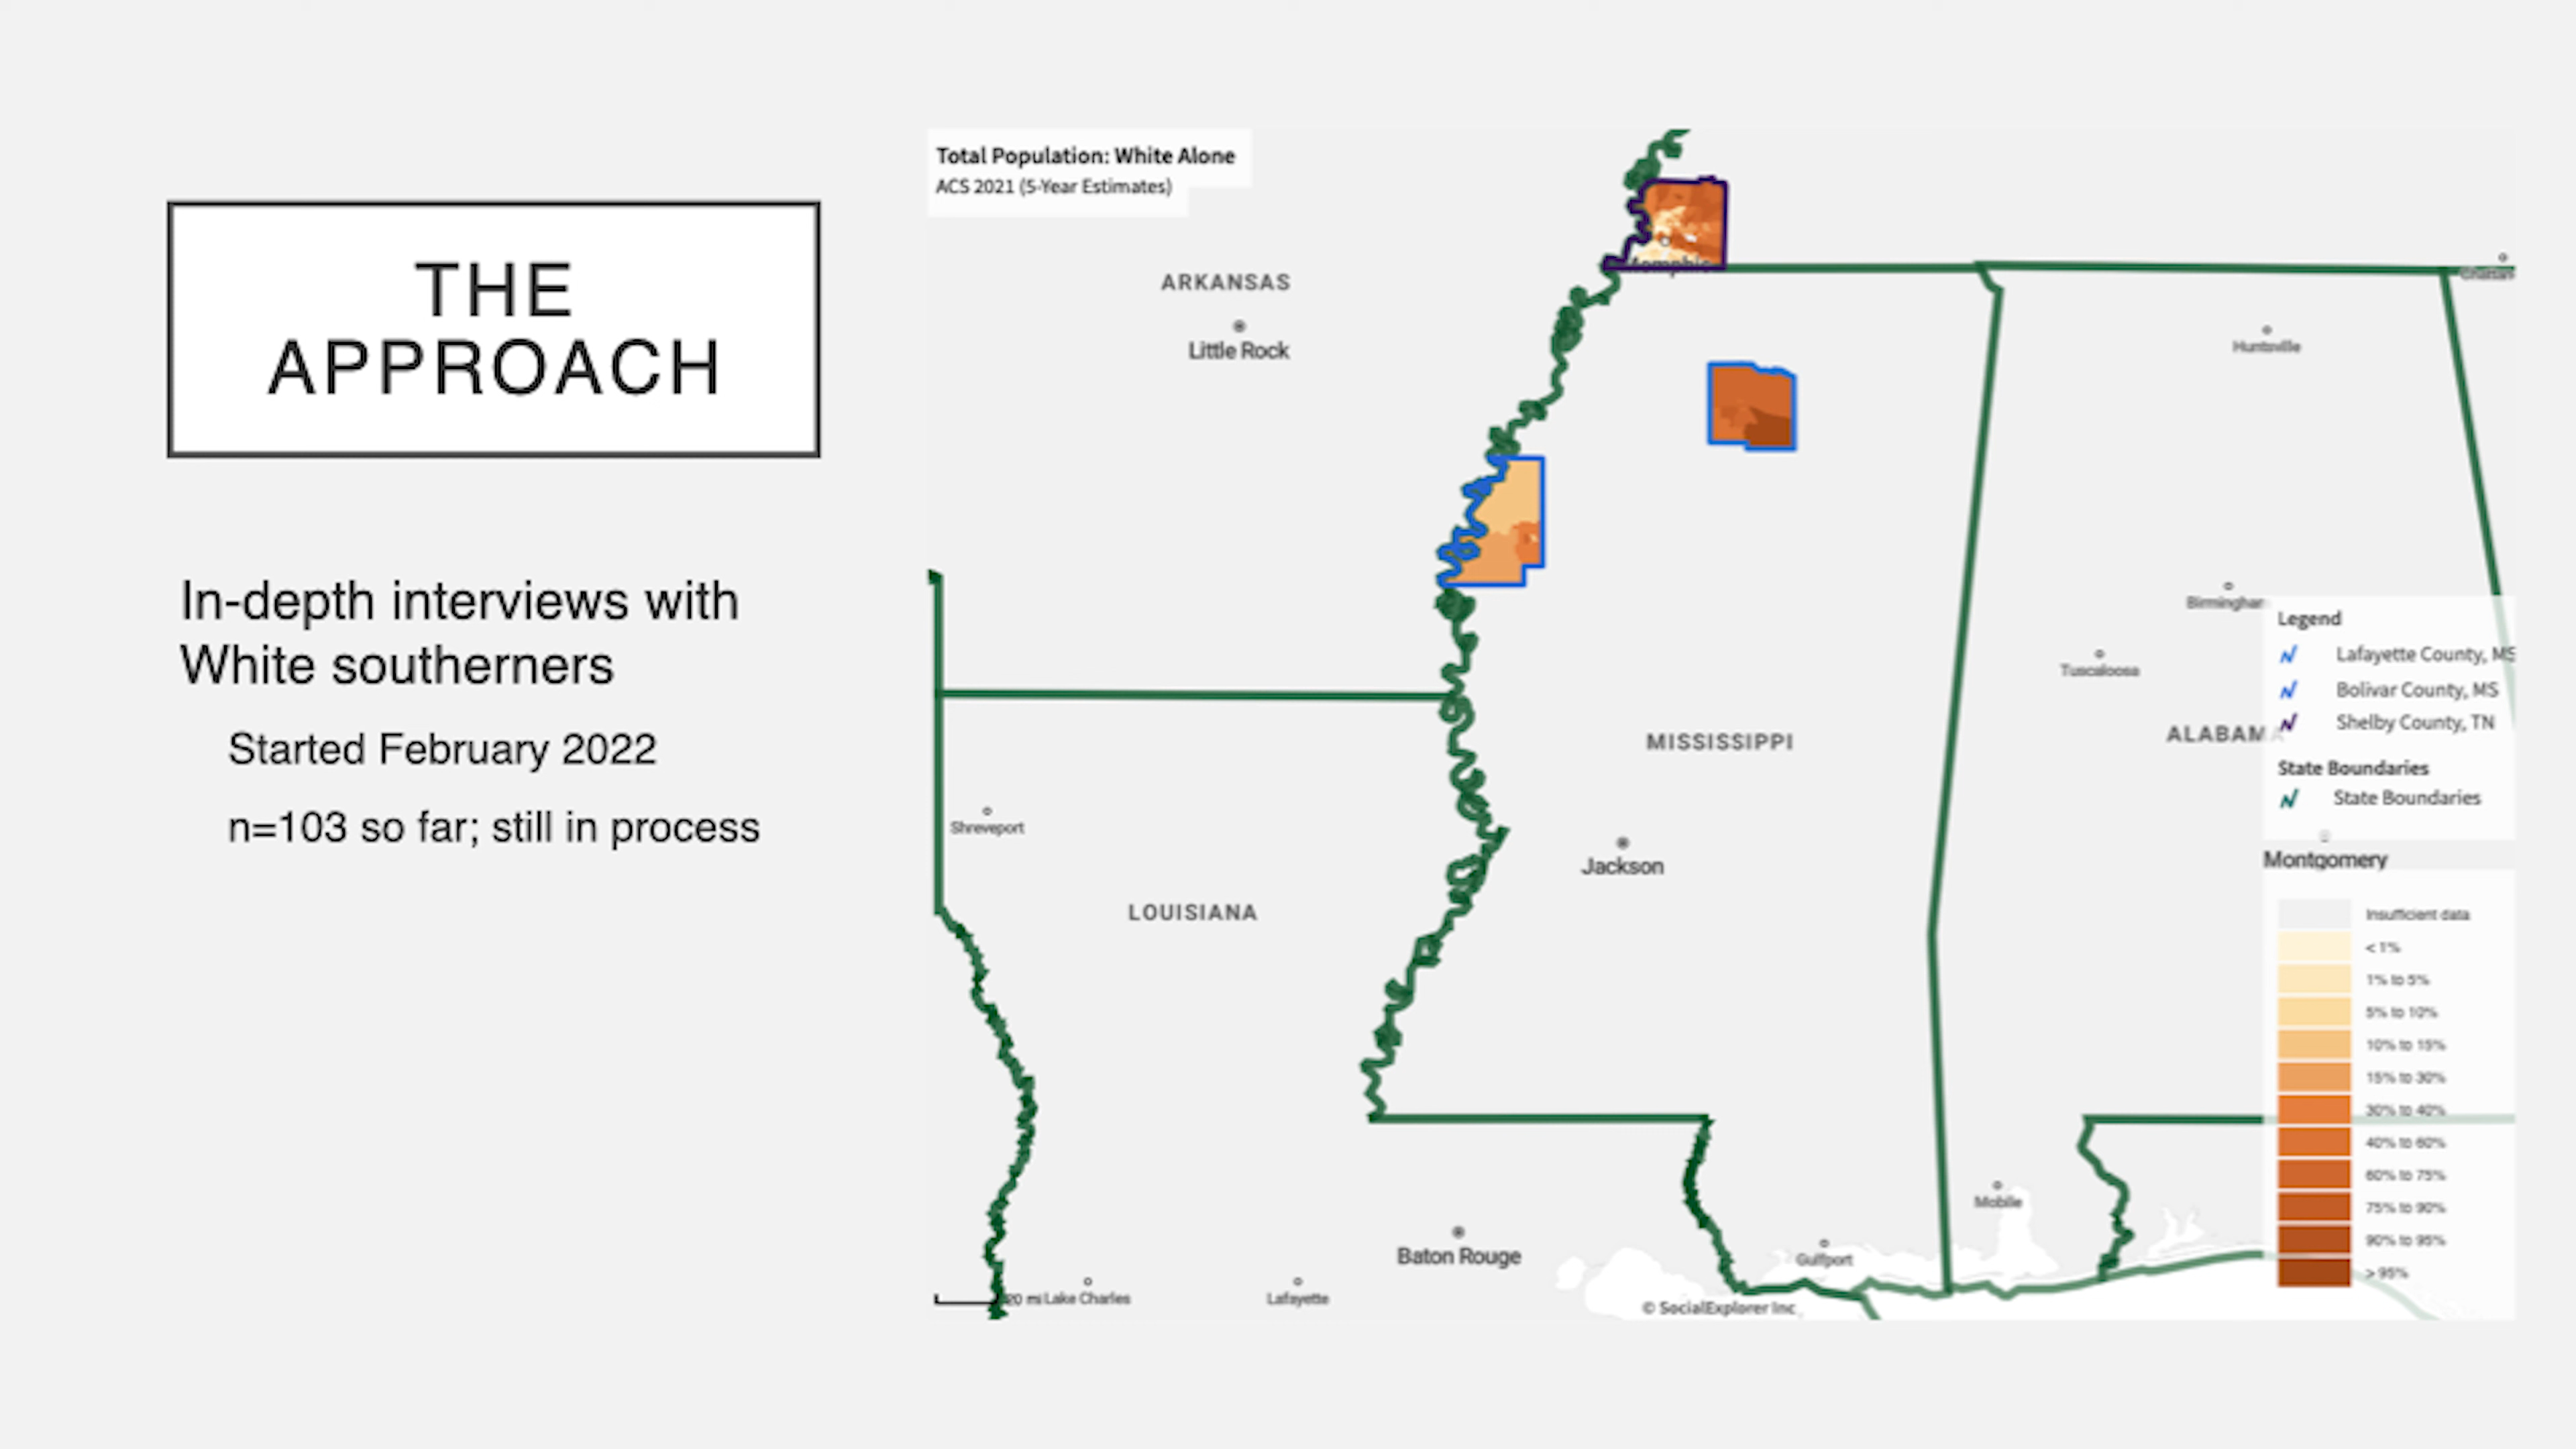 THE
APPROACH
In-depth interviews with
White southerners
Started February 2022
n=103 so far; still in process
Total Population: White Alone
ACS 2021 (5-Year Estimates)
Memphis
ARKANSAS
Little Rock
Huntsville
Birmingham
Tuscaloosa
MISSISSIPPI
ALABAMA
Shreveport
Jackson
LOUISIANA
Montgomery
Mobile
Baton Rouge
Gulfport
20 mi
Lake Charles
Lafayette
© SocialExplorer Inc.
Legend
Lafayette County, MS
Bolivar County, MS
Shelby County, TN
State Boundaries
State Boundaries
Insufficient data
< 1%
1% to 5%
5% to 10%
10% to 15%
15% to 30%
30% to 40%
40% to 60%
60% to 75%
75% to 90%
90% to 95%
> 95%